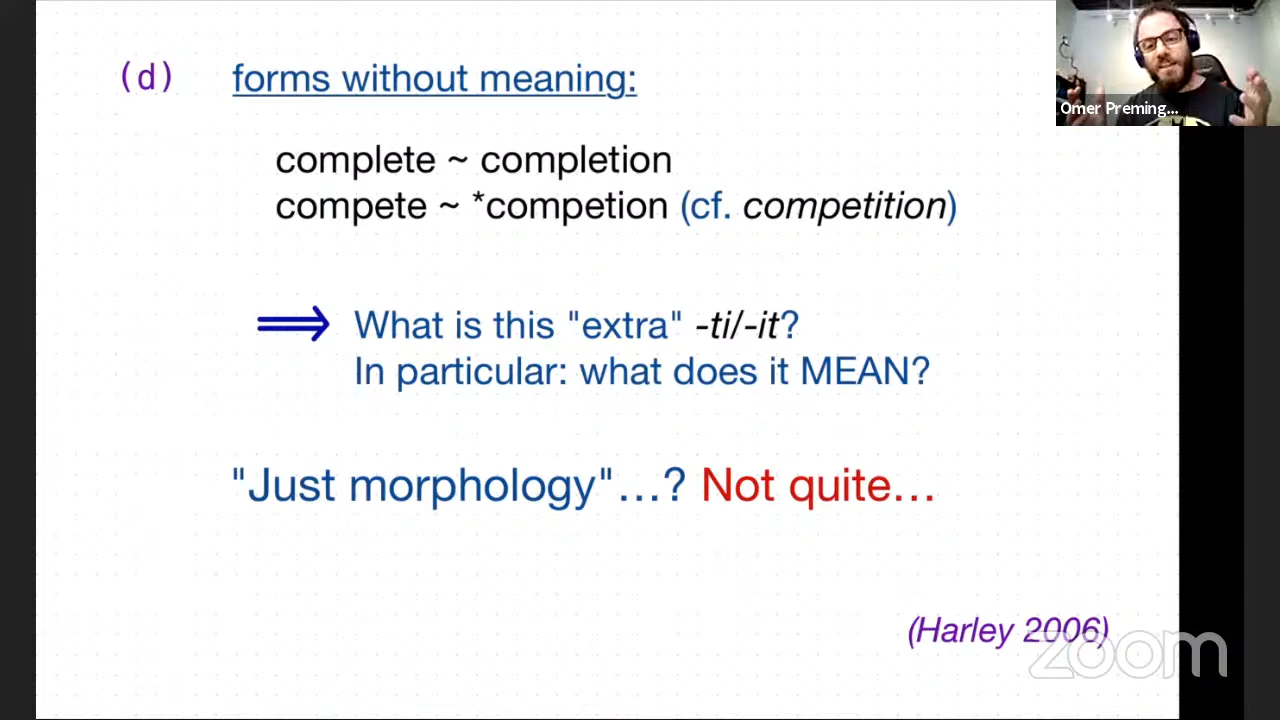 (d) forms without meaning:
complete ~ completion
compete ~ *competion (cf. competition)
⟹ What is this "extra" -ti/-it?
In particular: what does it MEAN?
"Just morphology"…? Not quite…
(Harley 2006)
zoom
Omer Preming...